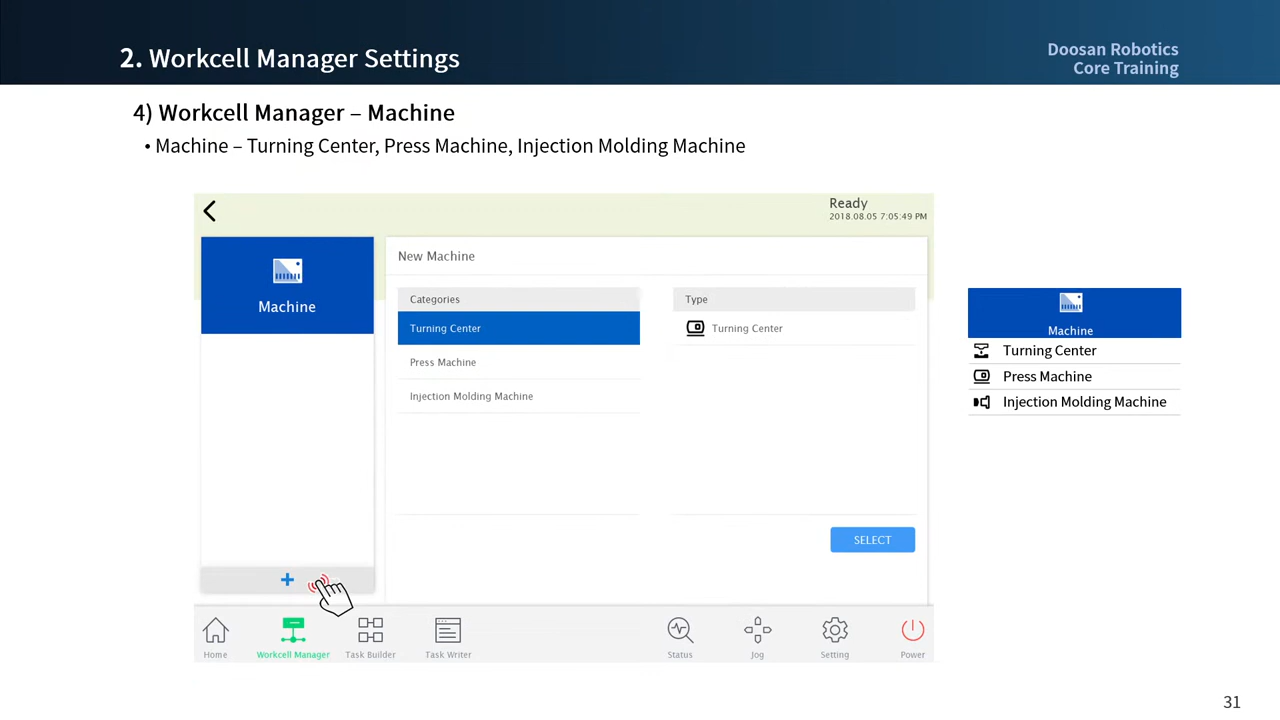 2. Workcell Manager Settings
Doosan Robotics
Core Training
4) Workcell Manager – Machine
• Machine – Turning Center, Press Machine, Injection Molding Machine
Ready
2018.08.05 7:05:49 PM
Machine
New Machine
Categories
Type
Turning Center
Turning Center
Press Machine
Injection Molding Machine
SELECT
+
Machine
Turning Center
Press Machine
Injection Molding Machine
Home
Workcell Manager
Task Builder
Task Writer
Status
Jog
Setting
Power
31